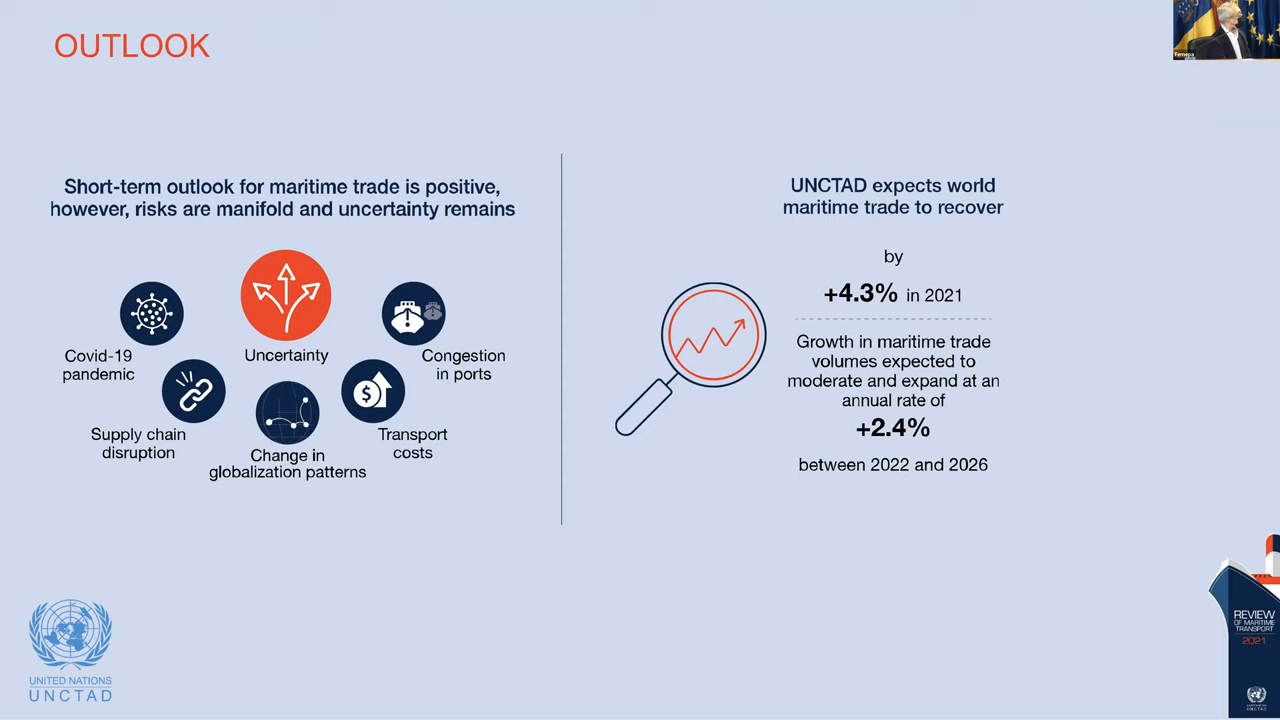 OUTLOOK
Femepa
Short-term outlook for maritime trade is positive,
however, risks are manifold and uncertainty remains
Covid-19
pandemic
Uncertainty
Congestion
in ports
Supply chain
disruption
Change in
globalization patterns
$
Transport
costs
UNCTAD expects world
maritime trade to recover
by
+4.3% in 2021
Growth in maritime trade
volumes expected to
moderate and expand at an
annual rate of
+2.4%
between 2022 and 2026
UNITED NATIONS
UNCTAD
REVIEW
OF MARITIME
TRANSPORT
2021